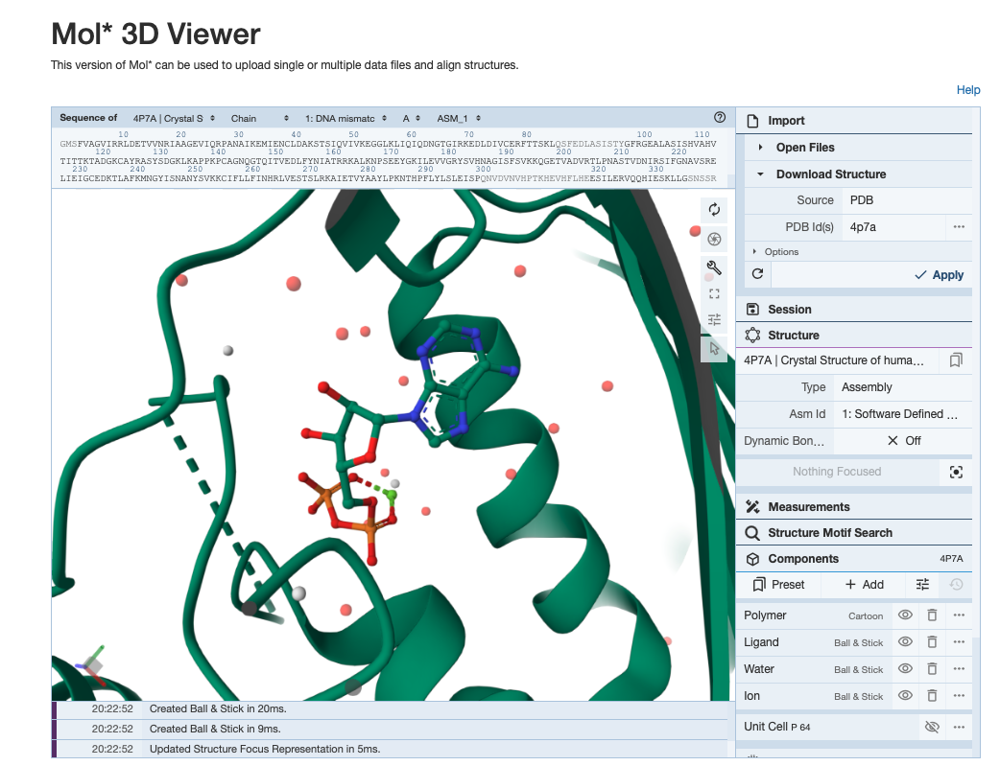 Mol* 3D Viewer
This version of Mol* can be used to upload single or multiple data files and align structures.
Help
Sequence of 4P7A | Crystal S Chain 1: DNA mismatc A ASM_1
10 20 30 40 50 60 70 80 100 110
GMSFVAGVIRRLDETVVNRIAAGEVIQRPANAIKEMIENCLDAKSTSIQVIVKEGGLKLIQIQDNGTGIRKEDLDIVCERFTTSKLQSFEDLASISTYGFRGEALASISHVAHV
120 130 140 150 160 170 180 190 200 210 220
TITTKTADGKCAYRASYSDGKLKAPPKPCAGNQGTQITVEDLFYNIATRRKALKNPSEEYGKILEVVGRYSVHNAGISFSVKKQGETVADVRTLPNASTVDNIRSIFGNAVSRE
230 240 250 260 270 280 290 300 320 330
LIEIGCEDKTLAFKMNGYISNANYSVKKCIFLLFINHRLVESTSLRKAIETVYAAYLPKNTHPFLYLSLEISPQNVDVNVHPTKHEVHFLHEESILERVQQHIESKLLGSNSSR
Import
Open Files
Download Structure
Source PDB
PDB Id(s) 4p7a
Options
Apply
Session
Structure
4P7A | Crystal Structure of huma...
Type Assembly
Asm Id 1: Software Defined ...
Dynamic Bon... Off
Nothing Focused
Measurements
Structure Motif Search
Components 4P7A
Preset Add
Polymer Cartoon
Ligand Ball & Stick
Water Ball & Stick
Ion Ball & Stick
Unit Cell P 64
20:22:52 Created Ball & Stick in 20ms.
20:22:52 Created Ball & Stick in 9ms.
20:22:52 Updated Structure Focus Representation in 5ms.